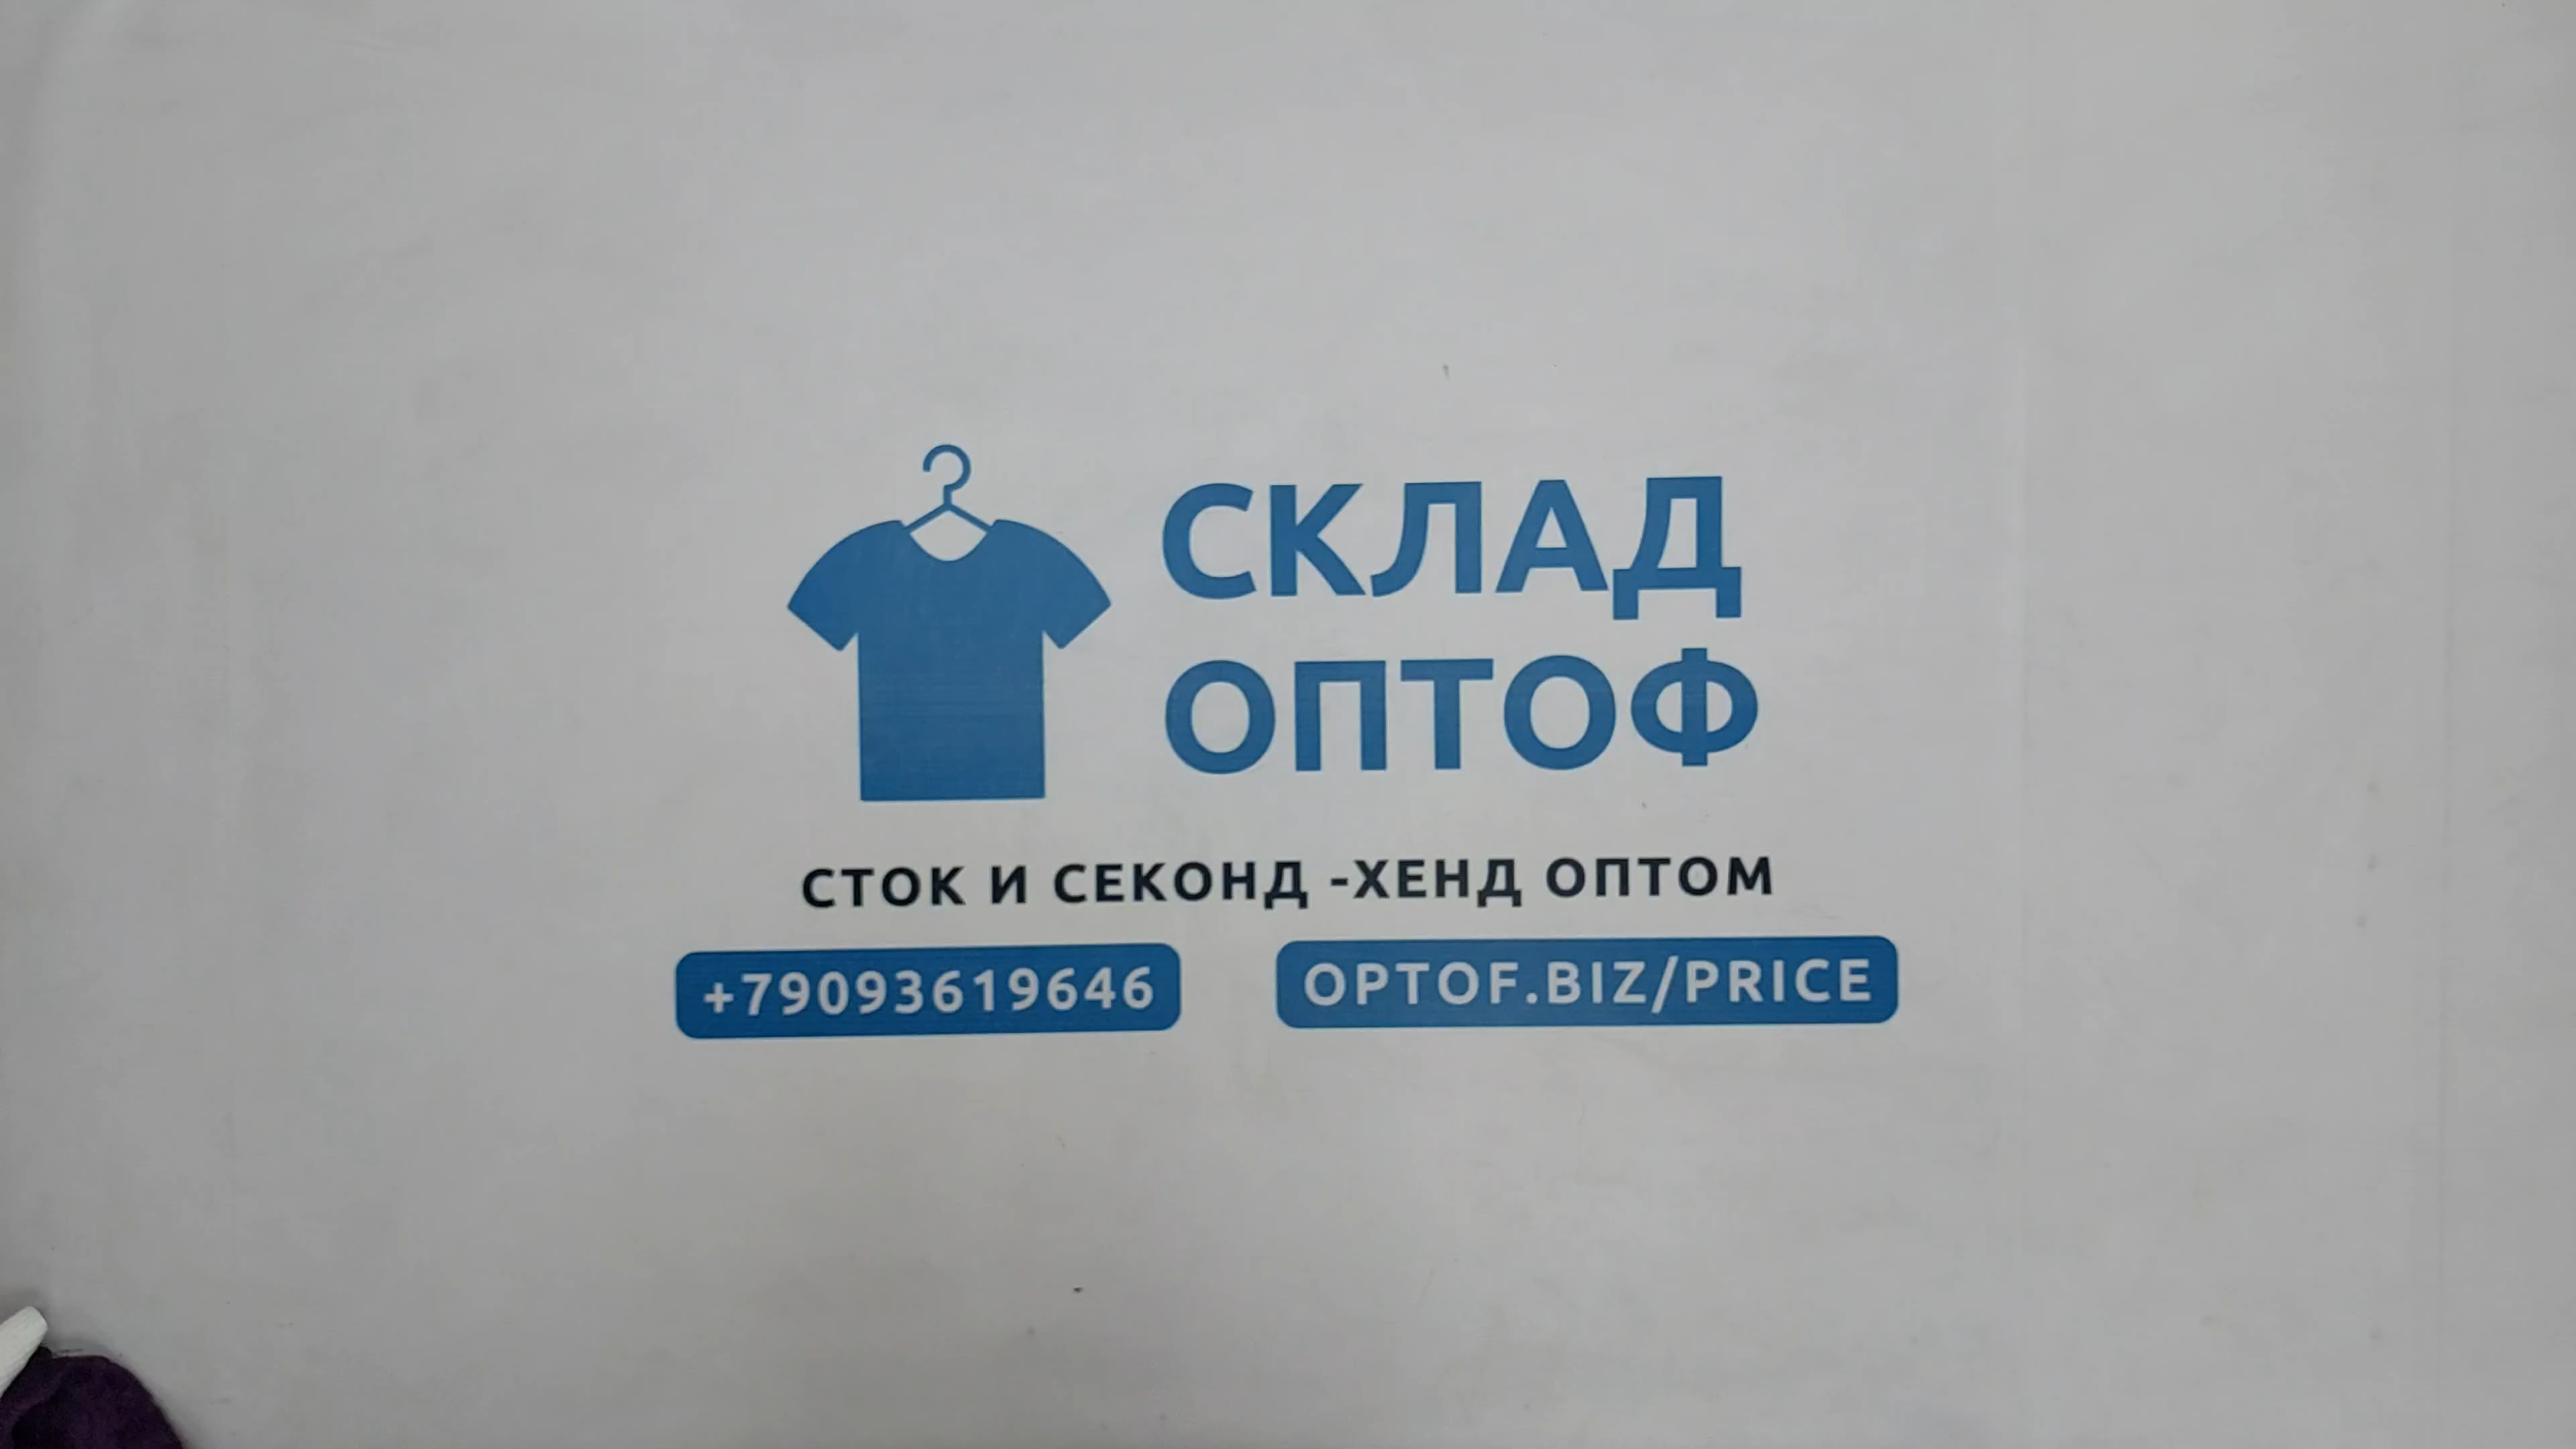 СКЛАД
ОПТОФ
СТОК И СЕКОНД -ХЕНД ОПТОМ
+79093619646
OPTOF.BIZ/PRICE